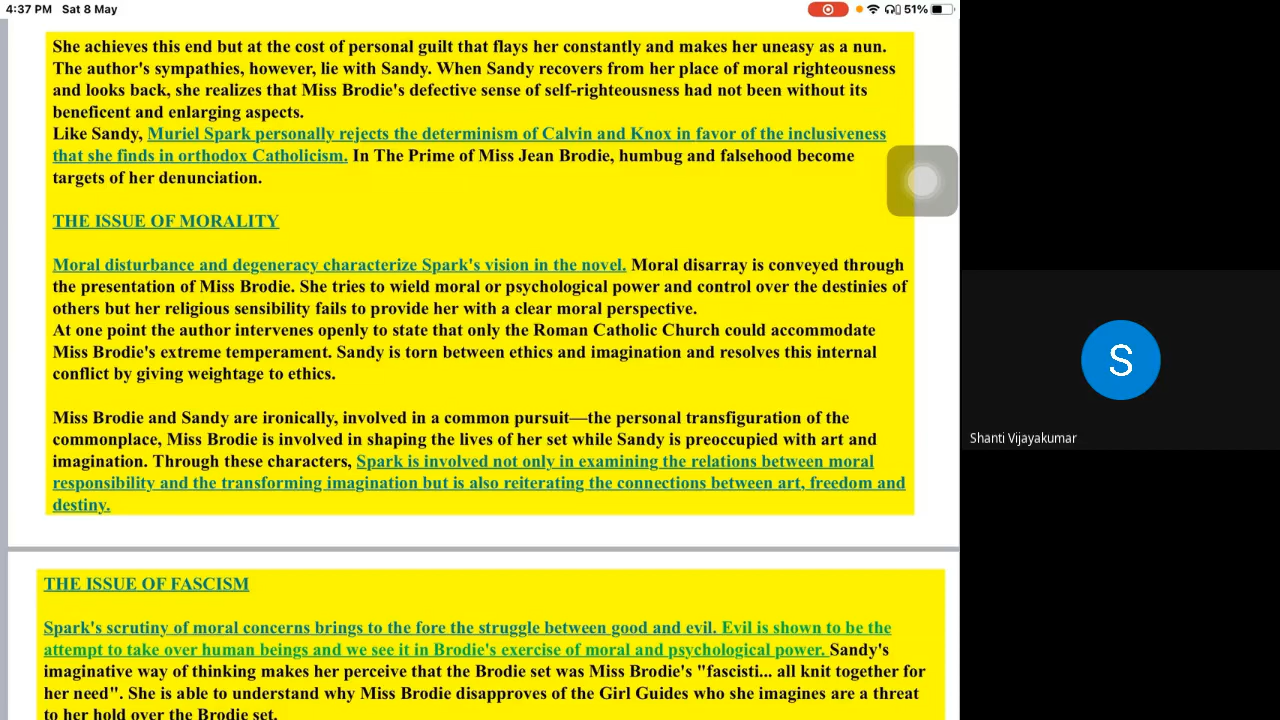 4:37 PM Sat 8 May
51%
She achieves this end but at the cost of personal guilt that flays her constantly and makes her uneasy as a nun.
The author's sympathies, however, lie with Sandy. When Sandy recovers from her place of moral righteousness
and looks back, she realizes that Miss Brodie's defective sense of self-righteousness had not been without its
beneficent and enlarging aspects.
Like Sandy, Muriel Spark personally rejects the determinism of Calvin and Knox in favor of the inclusiveness
that she finds in orthodox Catholicism. In The Prime of Miss Jean Brodie, humbug and falsehood become
targets of her denunciation.
THE ISSUE OF MORALITY
Moral disturbance and degeneracy characterize Spark's vision in the novel. Moral disarray is conveyed through
the presentation of Miss Brodie. She tries to wield moral or psychological power and control over the destinies of
others but her religious sensibility fails to provide her with a clear moral perspective.
At one point the author intervenes openly to state that only the Roman Catholic Church could accommodate
Miss Brodie's extreme temperament. Sandy is torn between ethics and imagination and resolves this internal
conflict by giving weightage to ethics.
Miss Brodie and Sandy are ironically, involved in a common pursuit—the personal transfiguration of the
commonplace, Miss Brodie is involved in shaping the lives of her set while Sandy is preoccupied with art and
imagination. Through these characters, Spark is involved not only in examining the relations between moral
responsibility and the transforming imagination but is also reiterating the connections between art, freedom and
destiny.
THE ISSUE OF FASCISM
Spark's scrutiny of moral concerns brings to the fore the struggle between good and evil. Evil is shown to be the
attempt to take over human beings and we see it in Brodie's exercise of moral and psychological power. Sandy's
imaginative way of thinking makes her perceive that the Brodie set was Miss Brodie's "fascisti... all knit together for
her need". She is able to understand why Miss Brodie disapproves of the Girl Guides who she imagines are a threat
to her hold over the Brodie set.
S
Shanti Vijayakumar